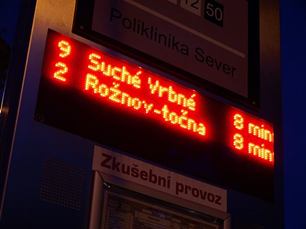 12 50
Poliklinika Sever
9 Suché Vrbné 8 min
2 Rožnov-točna 8 min
Zkušební provoz